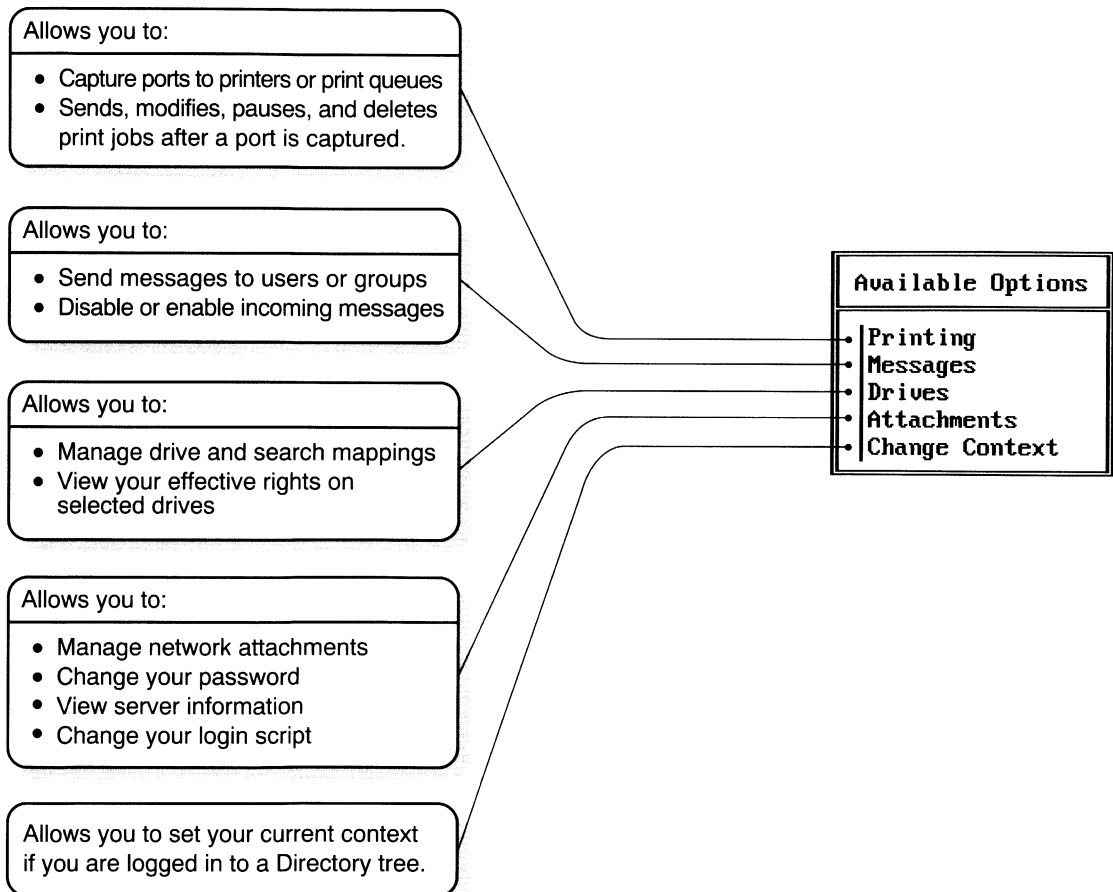 Allows you to:
• Capture ports to printers or print queues
• Sends, modifies, pauses, and deletes
print jobs after a port is captured.
Allows you to:
• Send messages to users or groups
• Disable or enable incoming messages
Allows you to:
• Manage drive and search mappings
• View your effective rights on
selected drives
Allows you to:
• Manage network attachments
• Change your password
• View server information
• Change your login script
Allows you to set your current context
if you are logged in to a Directory tree.
Available Options
Printing
Messages
Drives
Attachments
Change Context